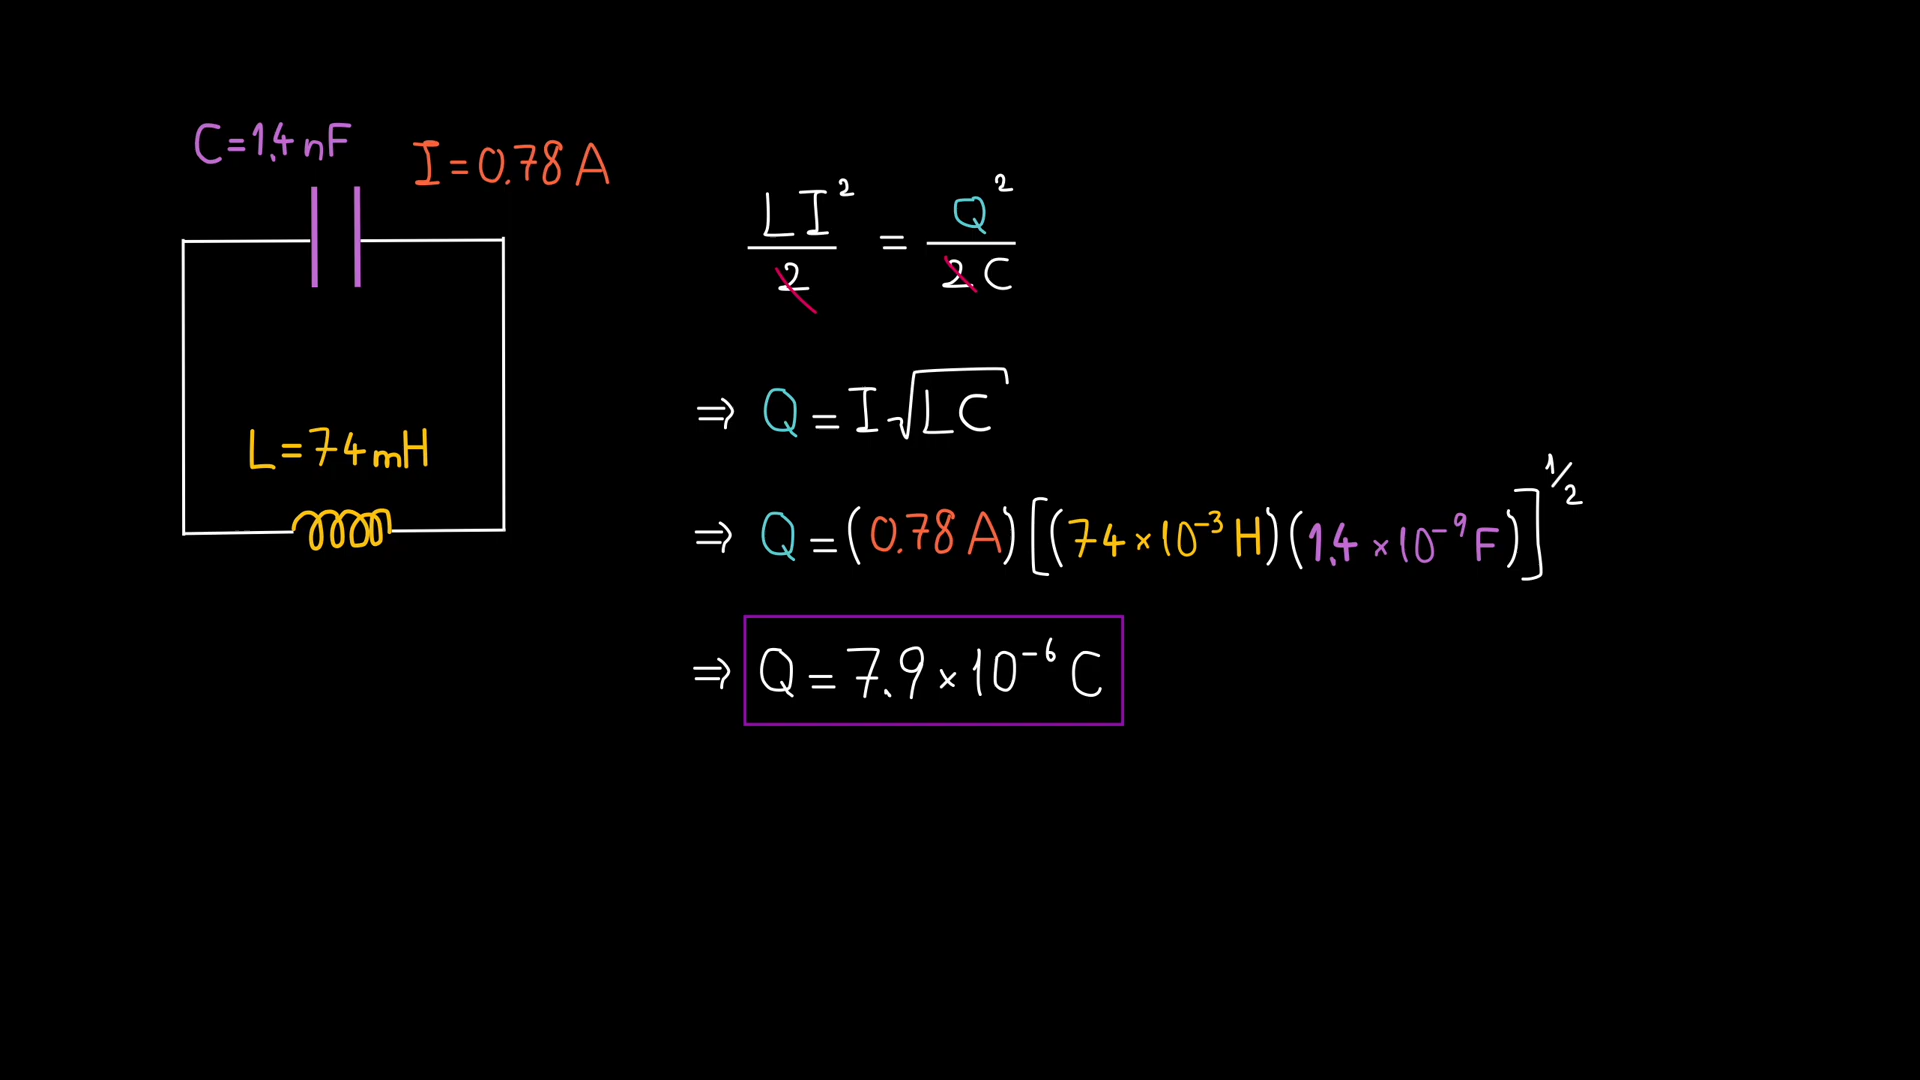 C=1.4 nF
I=0.78 A
L=74 mH
LI²/2 = Q²/2C
⇒ Q=I√LC
⇒ Q=(0.78 A)[(74×10⁻³ H)(1.4×10⁻⁹ F)]^1/2
⇒ Q=7.9×10⁻⁶ C